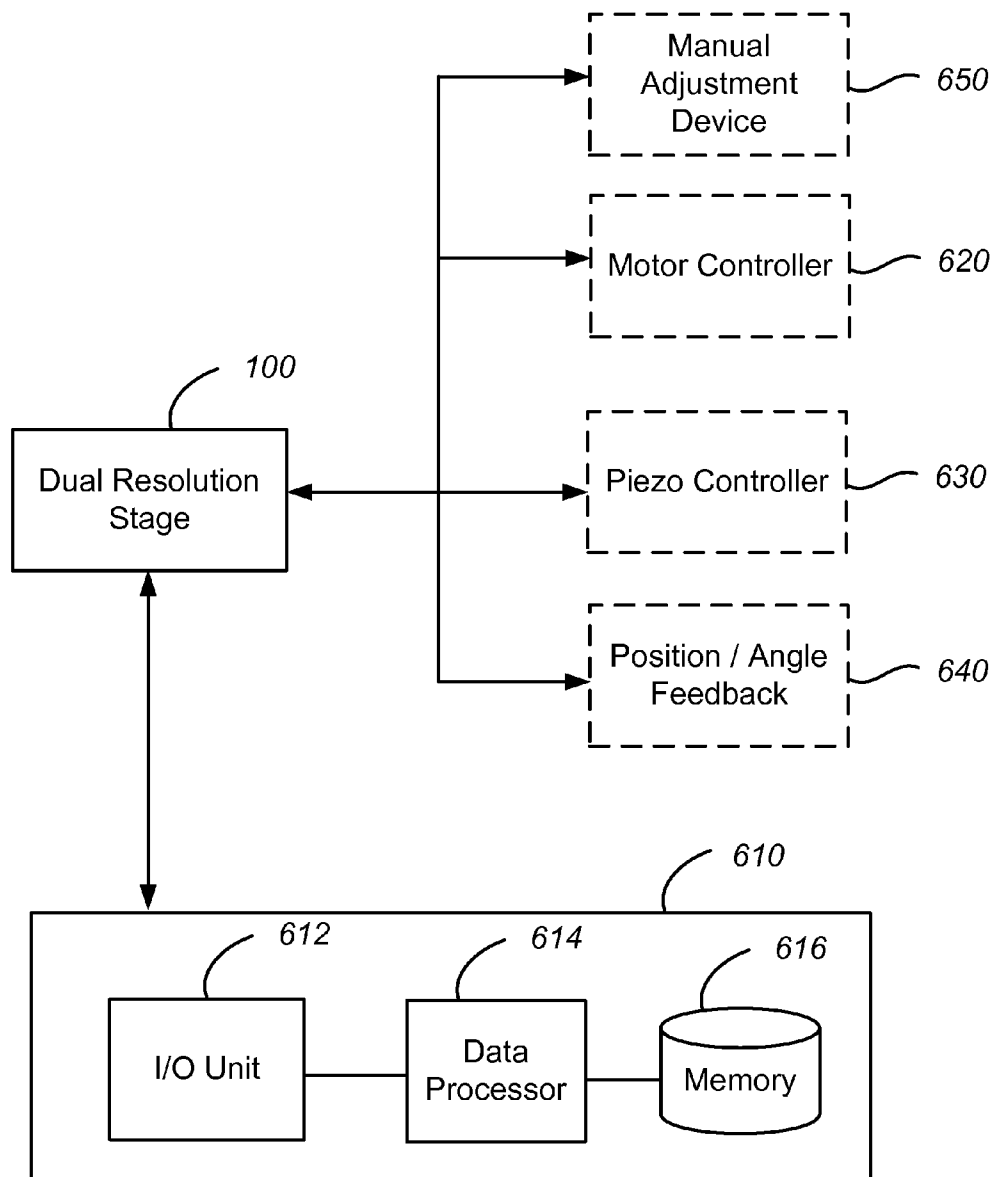 Manual
Adjustment
Device
650
Motor Controller
620
100
Dual Resolution
Stage
Piezo Controller
630
Position / Angle
Feedback
640
610
612
614
616
I/O Unit
Data
Processor
Memory